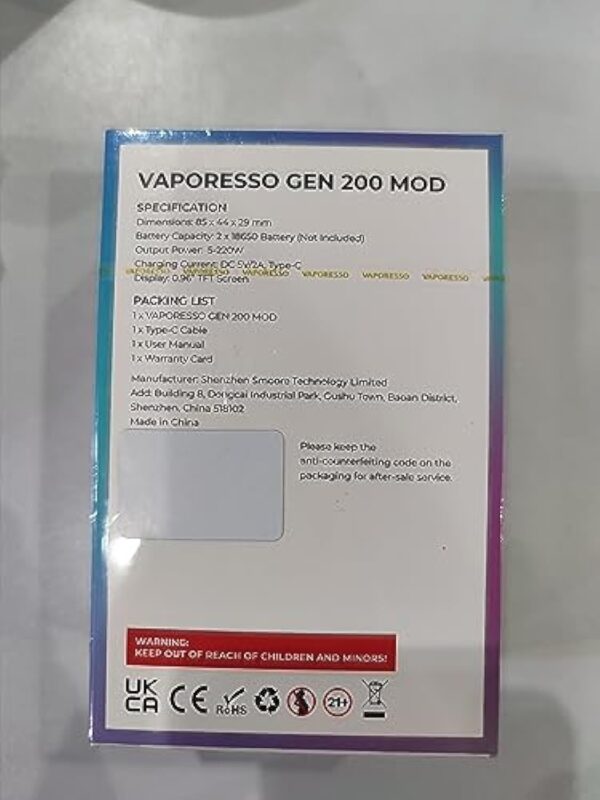 VAPORESSO GEN 200 MOD
SPECIFICATION
Dimensions: 85 x 44 x 29 mm
Battery Capacity: 2 x 18650 Battery (Not Included)
Output Power: 5-220W
Charging Current: DC 5V/2A, Type-C
VAPORESSO VAPORESSO VAPORESSO VAPORESSO VAPORESSO VAPORESSO
Display: 0.96" TFT Screen
PACKING LIST
1 x VAPORESSO GEN 200 MOD
1 x Type-C Cable
1 x User Manual
1 x Warranty Card
Manufacturer: Shenzhen Smoore Technology Limited
Add: Building 8, Dongcai Industrial Park, Gushu Town, Baoan District,
Shenzhen, China 518102
Made in China
Please keep the
anti-counterfeiting code on the
packaging for after-sale service.
WARNING:
KEEP OUT OF REACH OF CHILDREN AND MINORS!
UK
CA CE RoHS 21+